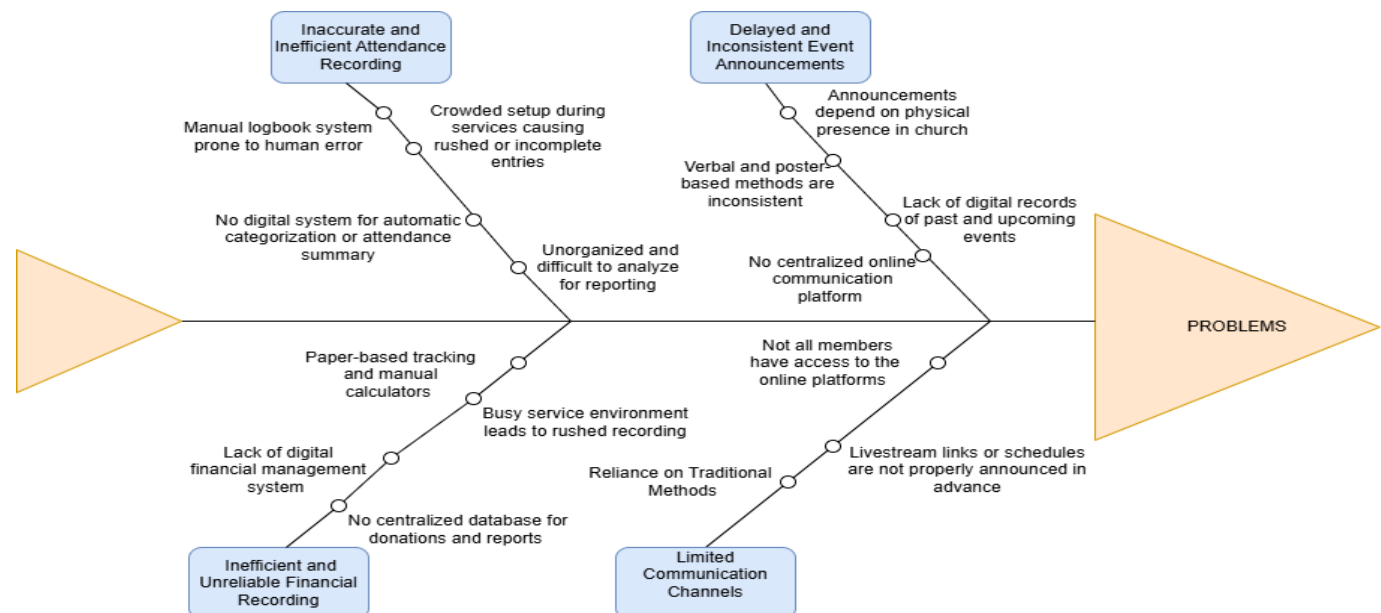 Inaccurate and
Inefficient Attendance
Recording
Delayed and
Inconsistent Event
Announcements
Manual logbook system
prone to human error
Crowded setup during
services causing
rushed or incomplete
entries
No digital system for automatic
categorization or attendance
summary
Unorganized and
difficult to analyze
for reporting
Announcements
depend on physical
presence in church
Verbal and poster-
based methods are
inconsistent
Lack of digital records
of past and upcoming
events
No centralized online
communication
platform
PROBLEMS
Paper-based tracking
and manual
calculators
Busy service environment
leads to rushed recording
Lack of digital
financial management
system
No centralized database for
donations and reports
Not all members
have access to the
online platforms
Livestream links or schedules
are not properly announced in
advance
Reliance on Traditional
Methods
Inefficient and
Unreliable Financial
Recording
Limited
Communication
Channels